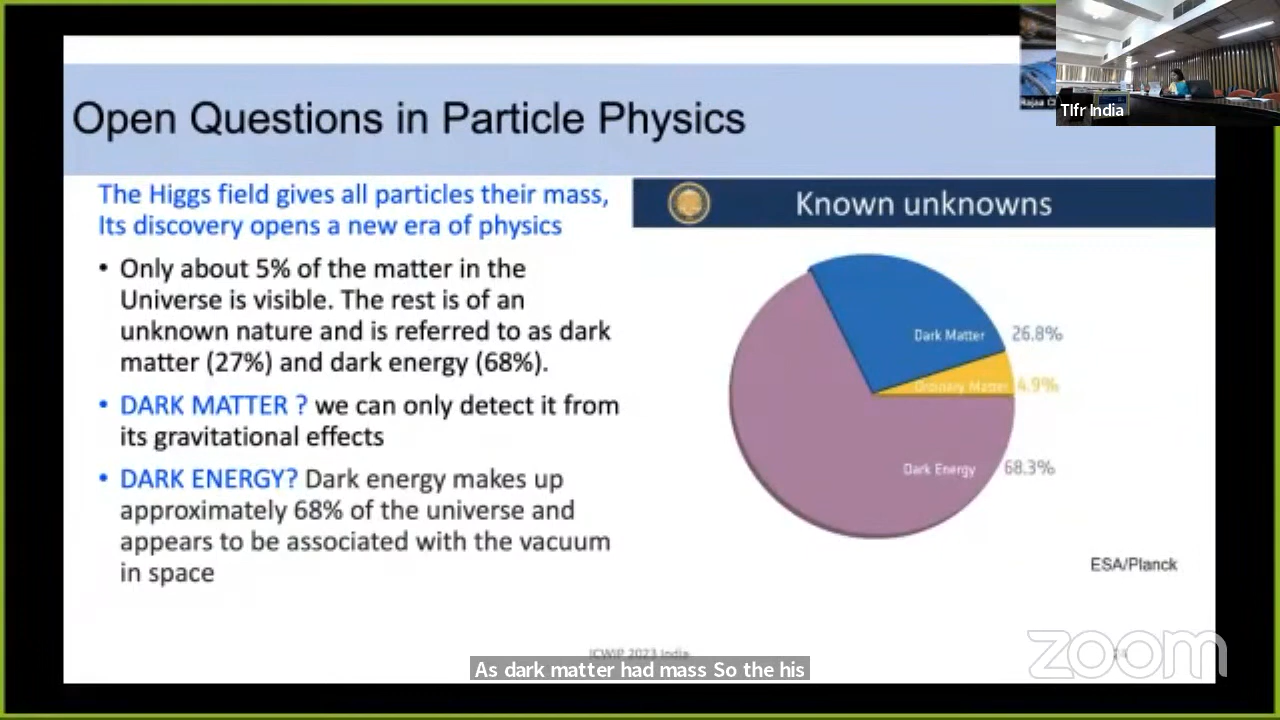 Open Questions in Particle Physics
TIfr India
The Higgs field gives all particles their mass,
Its discovery opens a new era of physics
• Only about 5% of the matter in the
Universe is visible. The rest is of an
unknown nature and is referred to as dark
matter (27%) and dark energy (68%).
• DARK MATTER ? we can only detect it from
its gravitational effects
• DARK ENERGY? Dark energy makes up
approximately 68% of the universe and
appears to be associated with the vacuum
in space
Known unknowns
Dark Matter 26.8%
Ordinary Matter 4.9%
Dark Energy 68.3%
ESA/Planck
ICWIP 2023 India
As dark matter had mass So the his
zoom